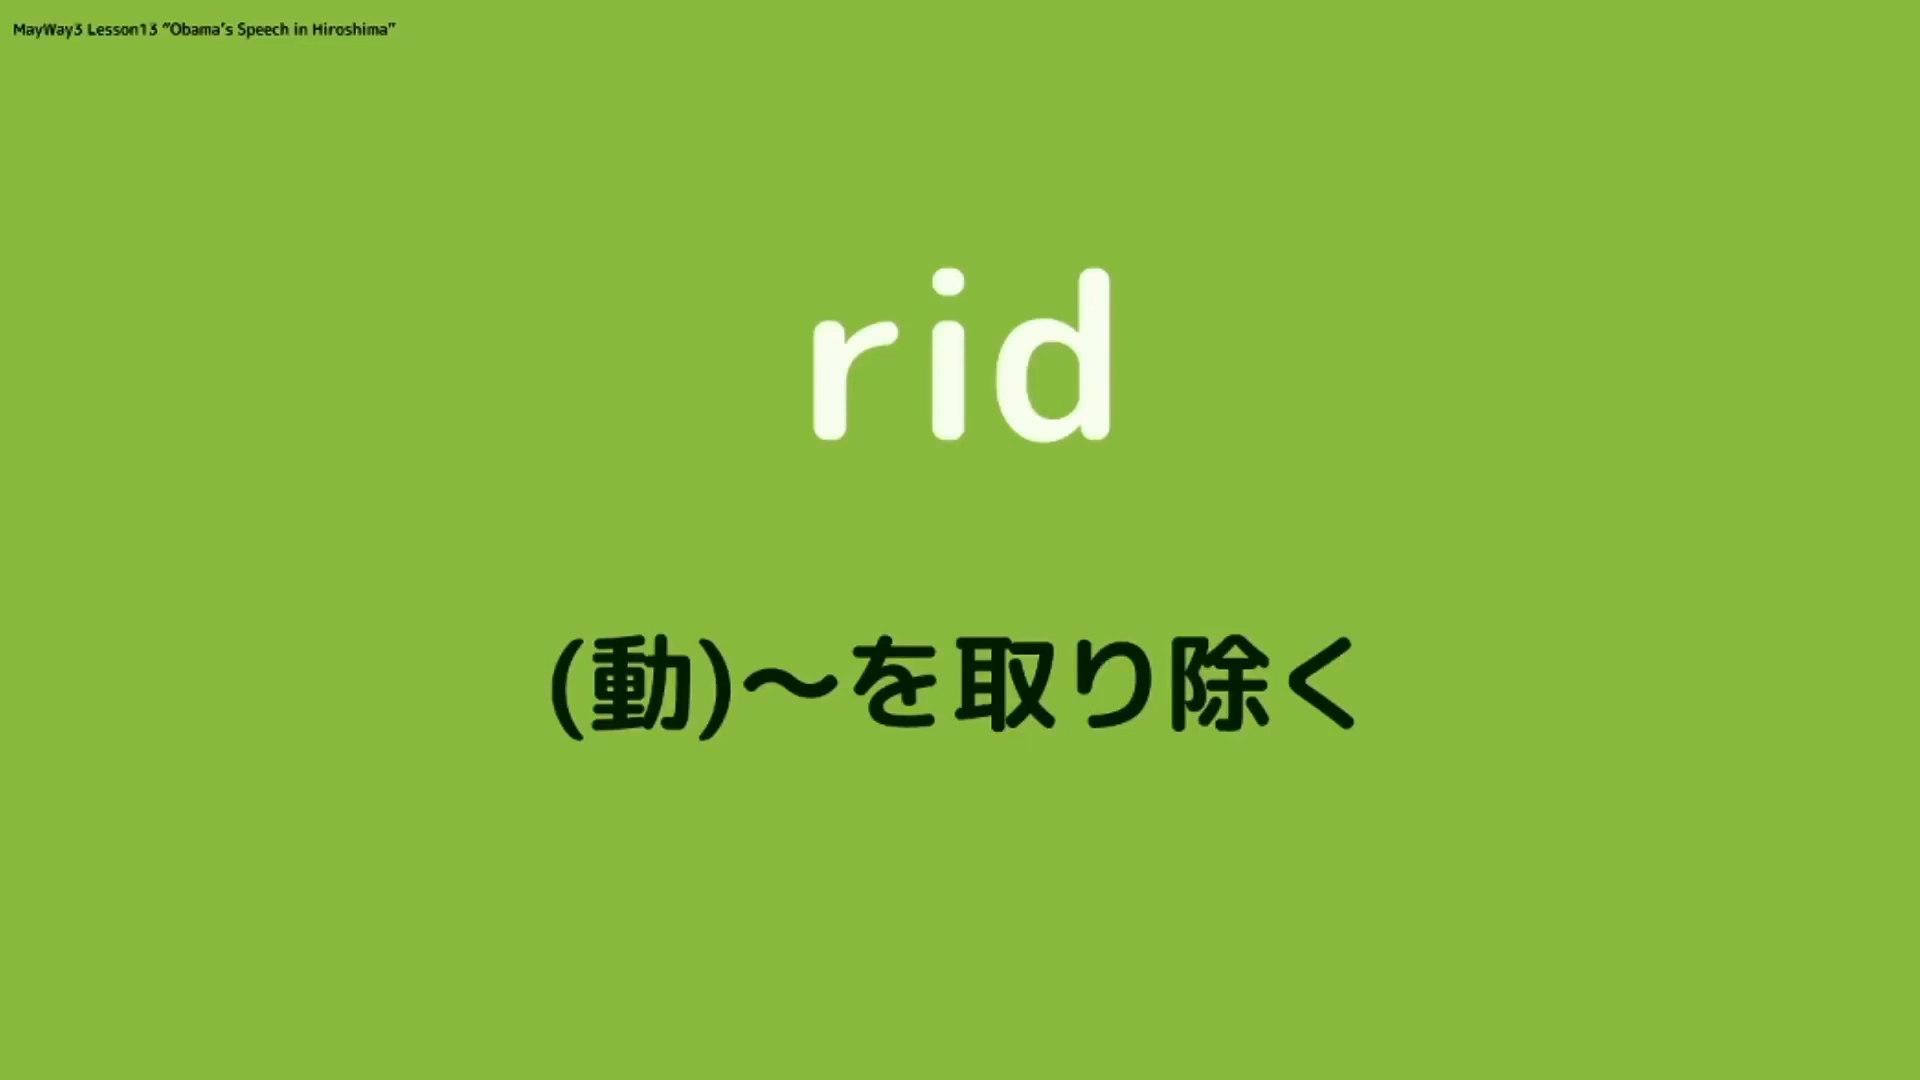 MayWay3 Lesson13 “Obama's Speech in Hiroshima”
rid
(動)〜を取り除く